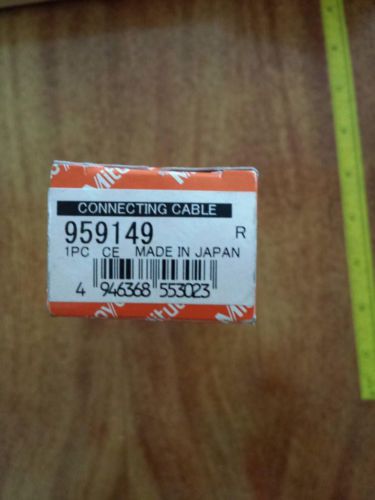 CONNECTING CABLE
959149 R
1PC CE MADE IN JAPAN
4 946368 553023